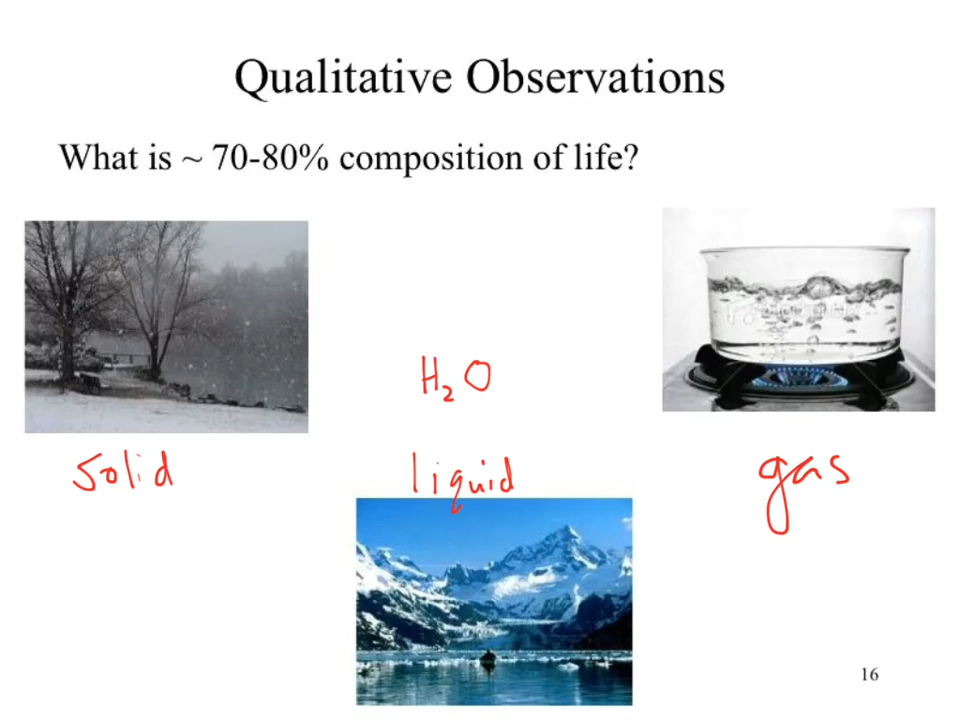 Qualitative Observations
What is ~ 70-80% composition of life?
H₂O
solid
liquid
gas
16